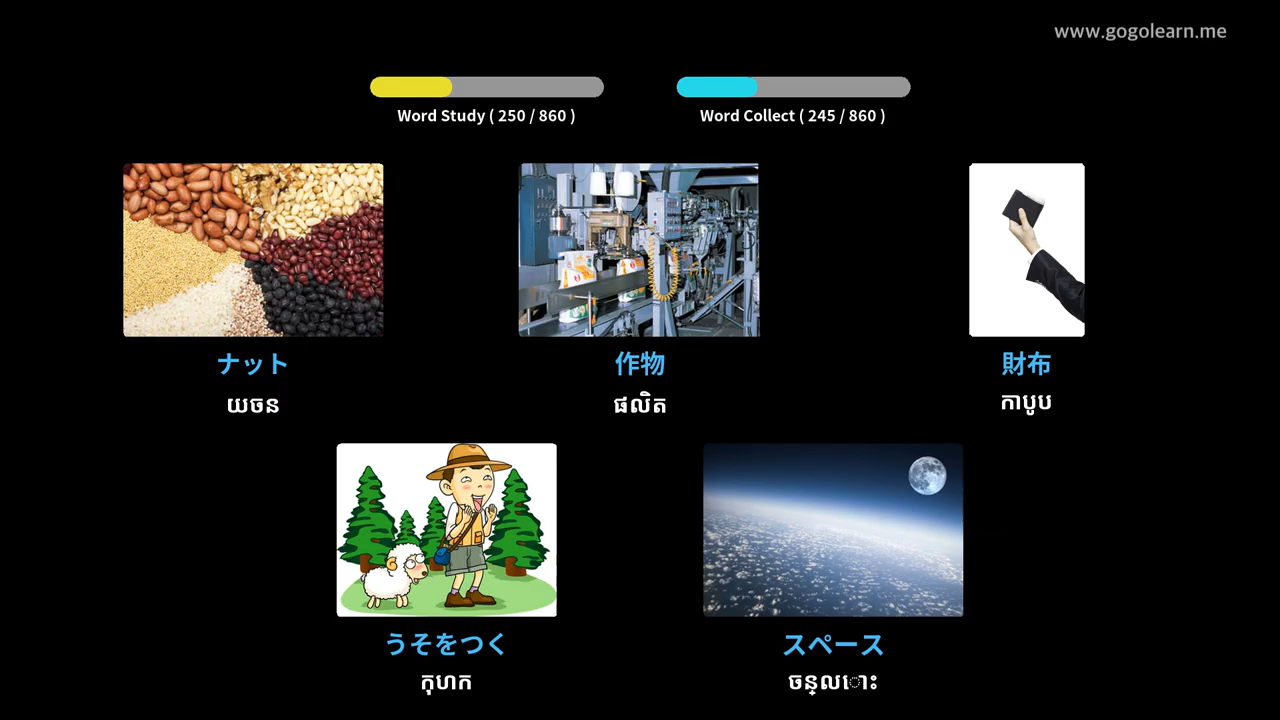 www.gogolearn.me
Word Study ( 250 / 860 )
Word Collect ( 245 / 860 )
ナット
យចន
作物
ផលិត
財布
កាបូប
うそをつく
កុហក
スペース
ចន្លោះ